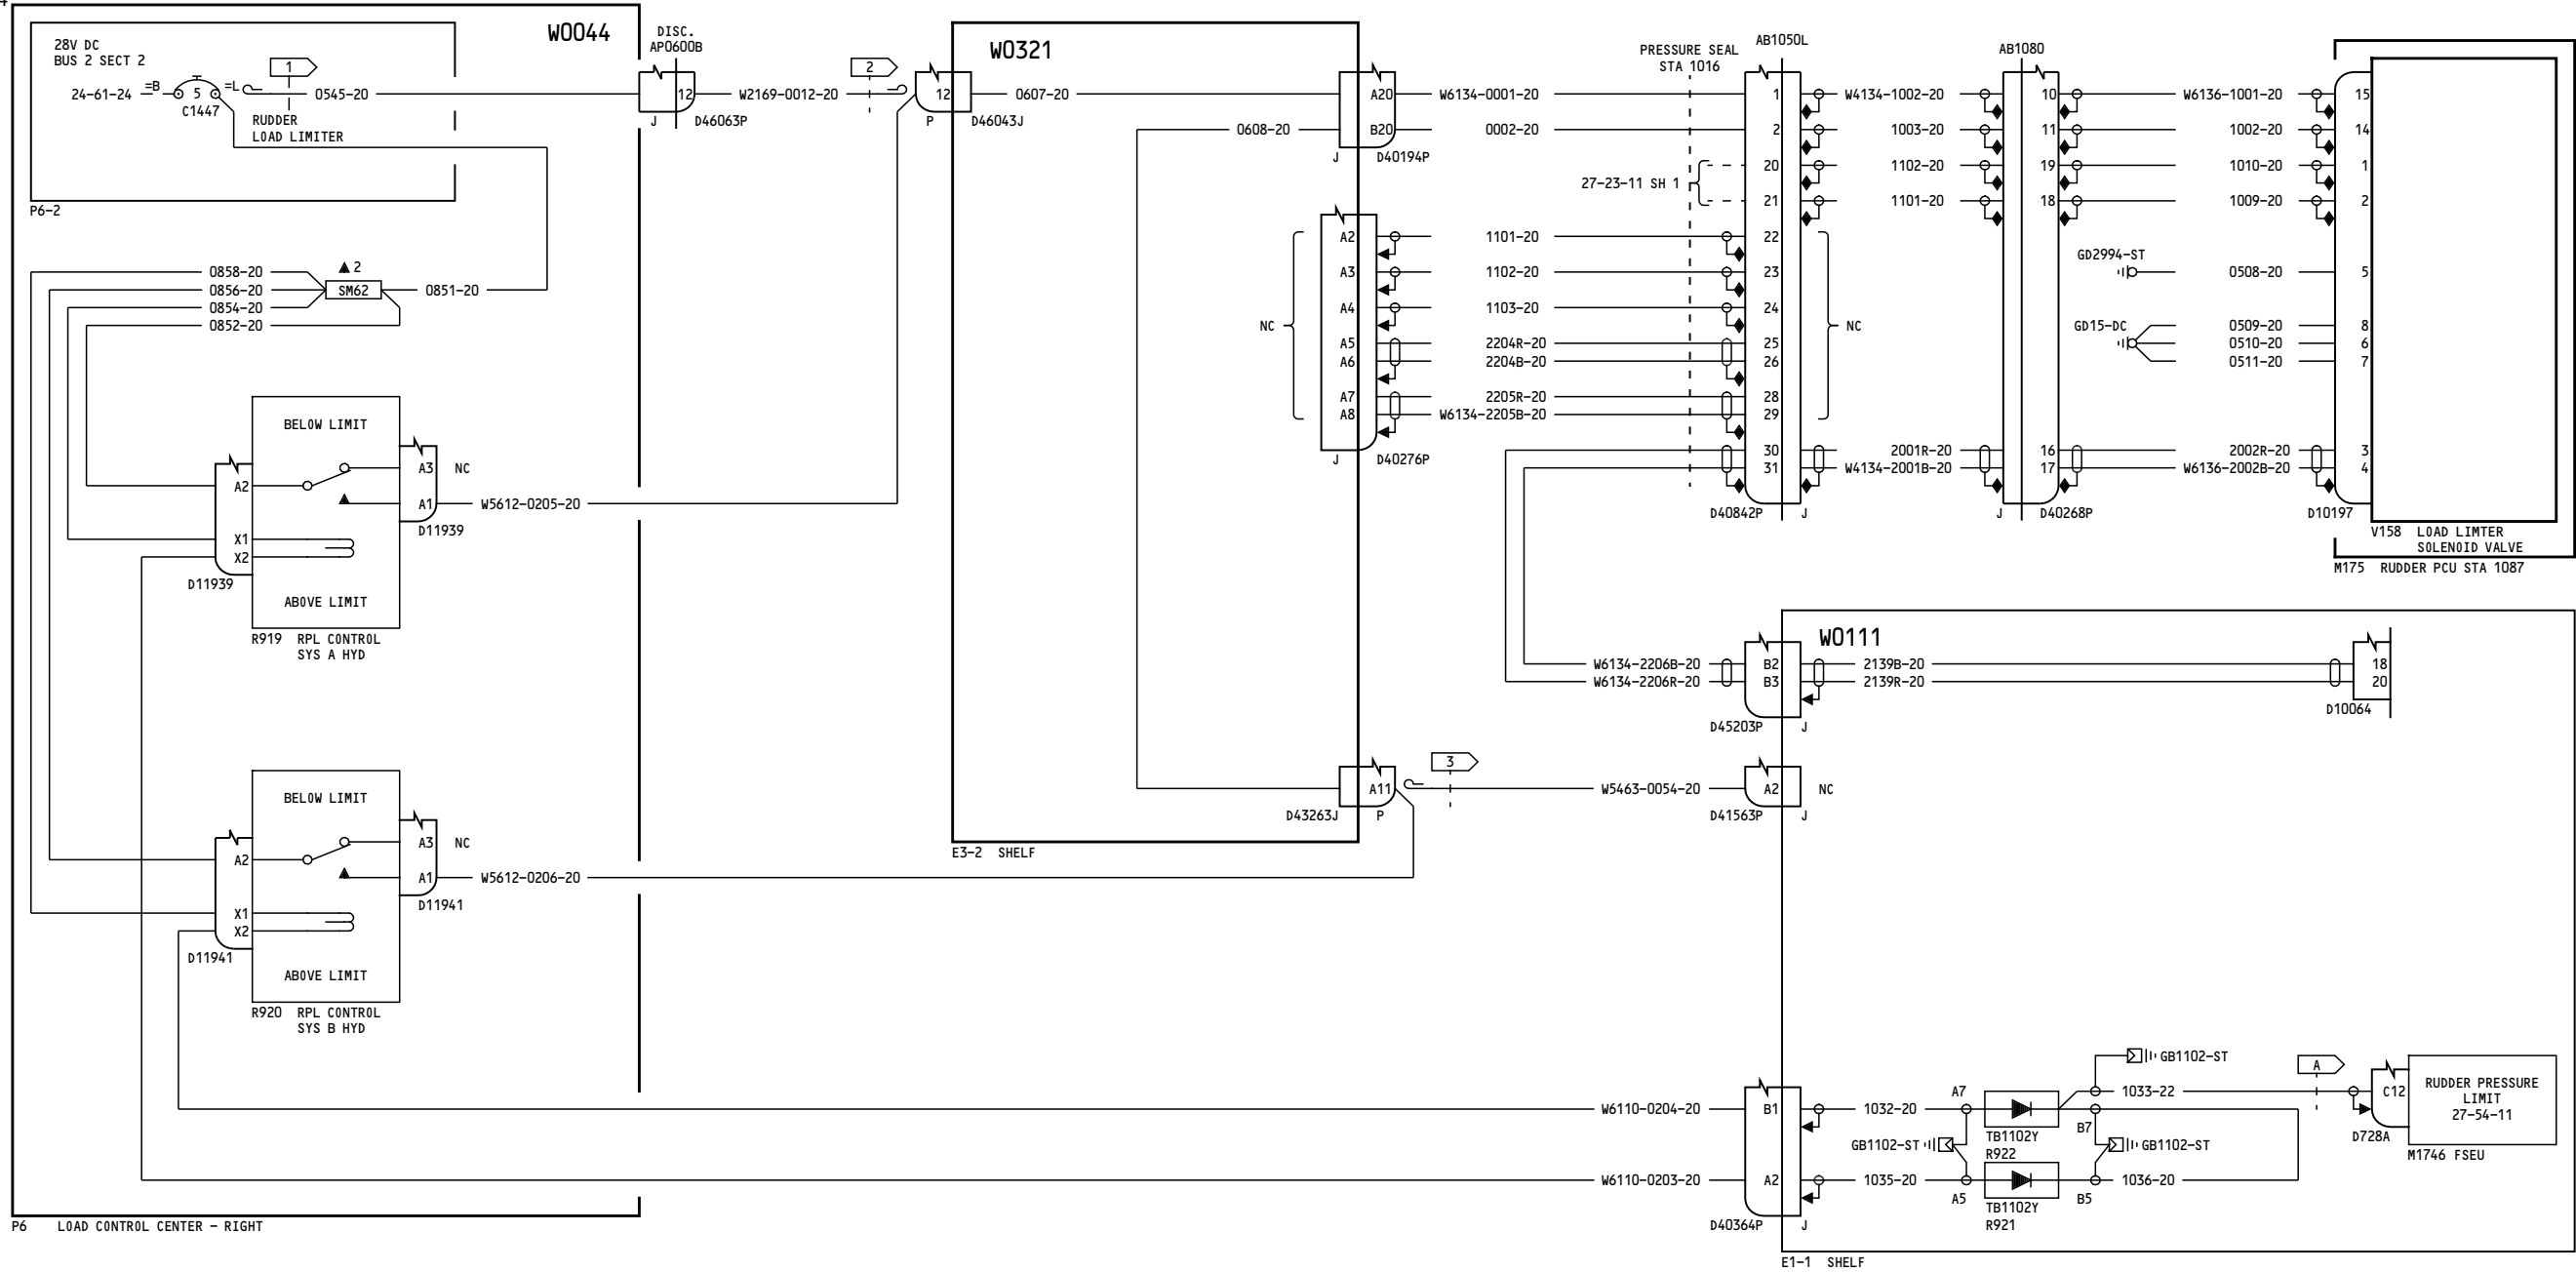 28V DC
BUS 2 SECT 2
24-61-24
=B
5
=L
C1447
1
0545-20
RUDDER
LOAD LIMITER
P6-2
W0044
DISC.
AP0600B
12
J
D46063P
W2169-0012-20
2
12
P
D46043J
W0321
0607-20
0608-20
A20
B20
J
D40194P
W6134-0001-20
0002-20
PRESSURE SEAL
STA 1016
27-23-11 SH 1
AB1050L
1
2
20
21
22
23
24
25
26
28
29
30
31
D40842P
J
NC
A2
A3
A4
A5
A6
A7
A8
J
D40276P
1101-20
1102-20
1103-20
2204R-20
2204B-20
2205R-20
W6134-2205B-20
NC
W4134-1002-20
1003-20
1102-20
1101-20
2001R-20
W4134-2001B-20
AB1080
10
11
19
18
16
17
J
D40268P
W6136-1001-20
1002-20
1010-20
1009-20
GD2994-ST
0508-20
GD15-DC
0509-20
0510-20
0511-20
2002R-20
W6136-2002B-20
15
14
1
2
5
8
6
7
3
4
D10197
V158 LOAD LIMTER
SOLENOID VALVE
M175 RUDDER PCU STA 1087
0858-20
0856-20
0854-20
0852-20
2
SM62
0851-20
BELOW LIMIT
A2
X1
X2
A3
NC
A1
W5612-0205-20
D11939
D11939
ABOVE LIMIT
R919 RPL CONTROL
SYS A HYD
BELOW LIMIT
A2
X1
X2
A3
NC
A1
W5612-0206-20
D11941
D11941
ABOVE LIMIT
R920 RPL CONTROL
SYS B HYD
P6 LOAD CONTROL CENTER - RIGHT
A11
D43263J
P
E3-2 SHELF
3
W5463-0054-20
A2
NC
D41563P
J
W6134-2206B-20
W6134-2206R-20
B2
B3
D45203P
J
W0111
2139B-20
2139R-20
18
20
D10064
W6110-0204-20
B1
W6110-0203-20
A2
D40364P
J
1032-20
1035-20
A7
GB1102-ST
A5
TB1102Y
R922
TB1102Y
R921
B7
B5
GB1102-ST
1033-22
GB1102-ST
1036-20
A
C12
D728A
RUDDER PRESSURE
LIMIT
27-54-11
M1746 FSEU
E1-1 SHELF